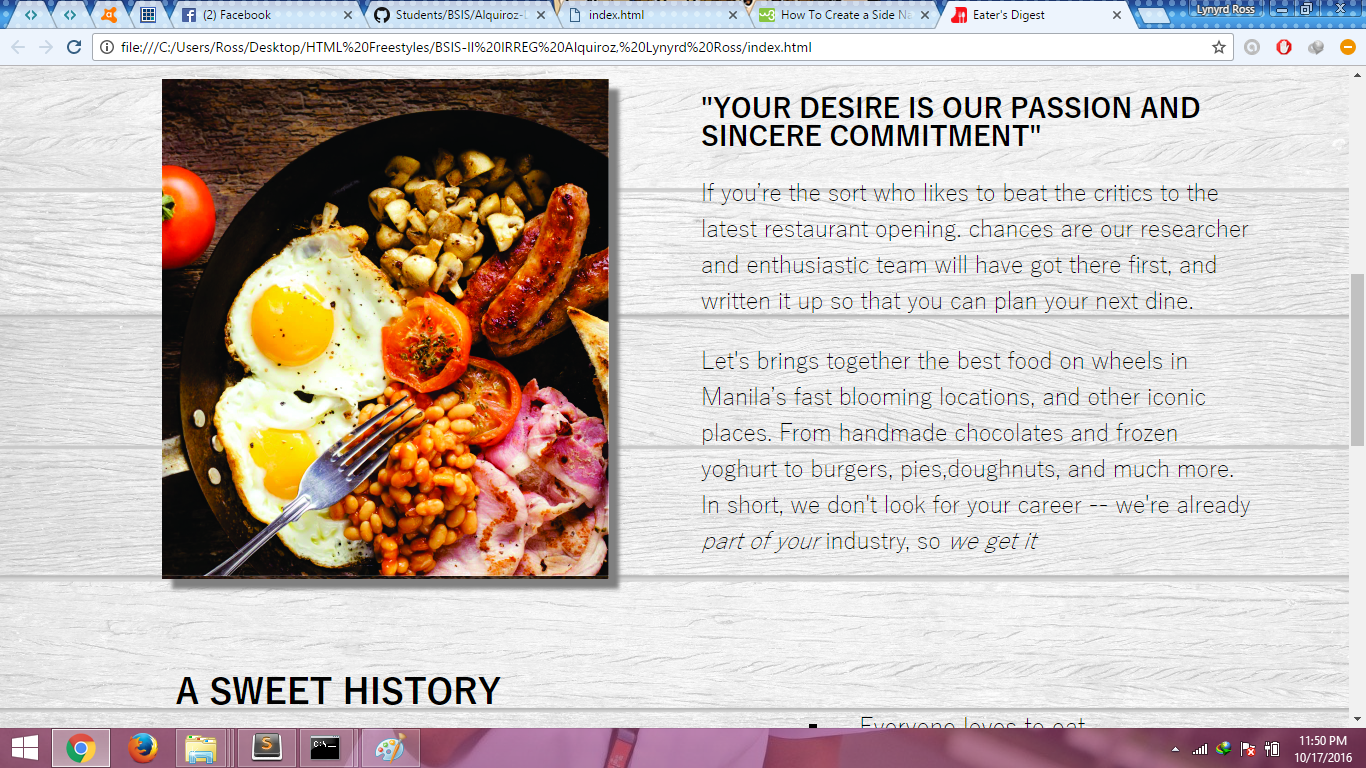 Lynyrd Ross
(2) Facebook
Students/BSIS/Alquiroz-
index.html
How To Create a Side Na
Eater's Digest
file:///C:/Users/Ross/Desktop/HTML%20Freestyles/BSIS-II%20IRREG%20Alquiroz,%20Lynyrd%20Ross/index.html
"YOUR DESIRE IS OUR PASSION AND
SINCERE COMMITMENT"
If you’re the sort who likes to beat the critics to the
latest restaurant opening. chances are our researcher
and enthusiastic team will have got there first, and
written it up so that you can plan your next dine.
Let's brings together the best food on wheels in
Manila’s fast blooming locations, and other iconic
places. From handmade chocolates and frozen
yoghurt to burgers, pies,doughnuts, and much more.
In short, we don't look for your career -- we're already
part of your industry, so we get it
A SWEET HISTORY
Everyone loves to eat
11:50 PM
10/17/2016